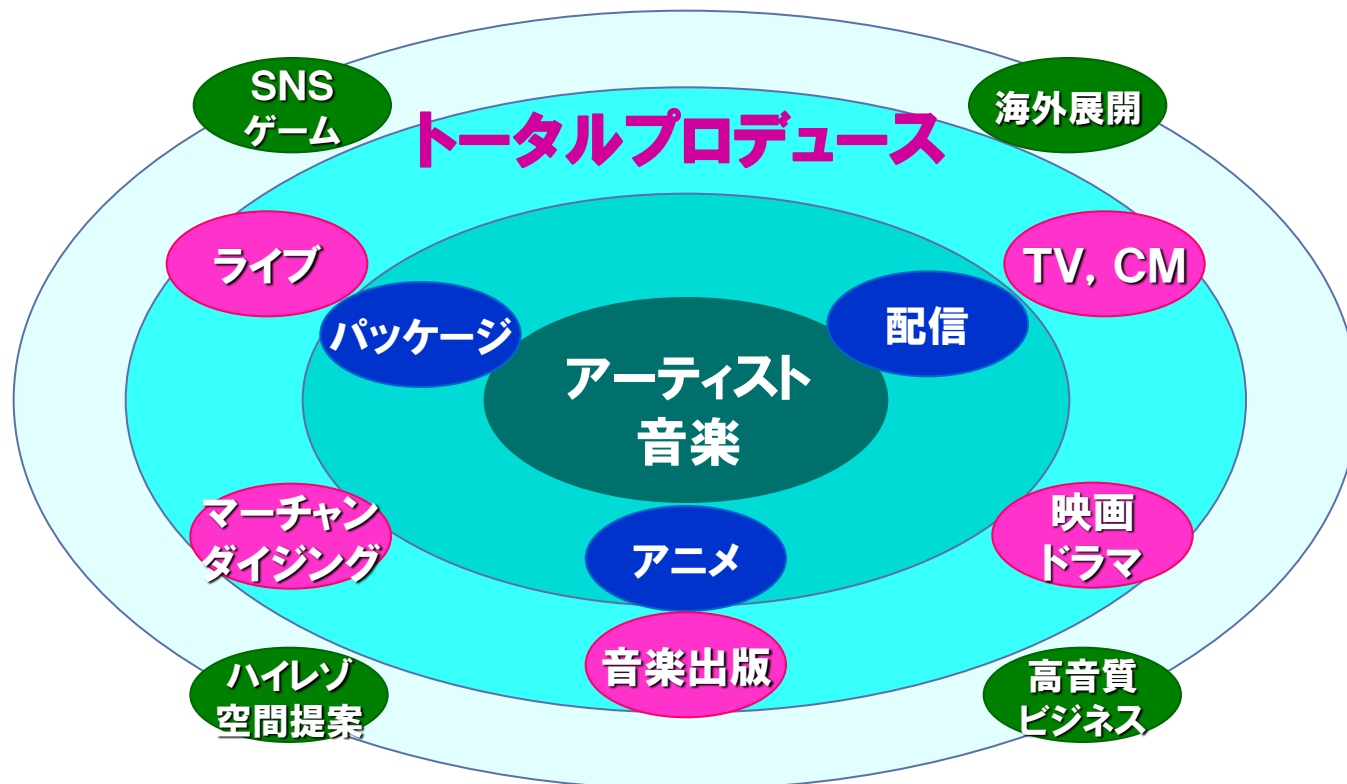 SNS
ゲーム
海外展開
トータルプロデュース
ライブ
TV, CM
パッケージ
配信
アーティスト
音楽
マーチャン
ダイジング
アニメ
映画
ドラマ
音楽出版
ハイレゾ
空間提案
高音質
ビジネス